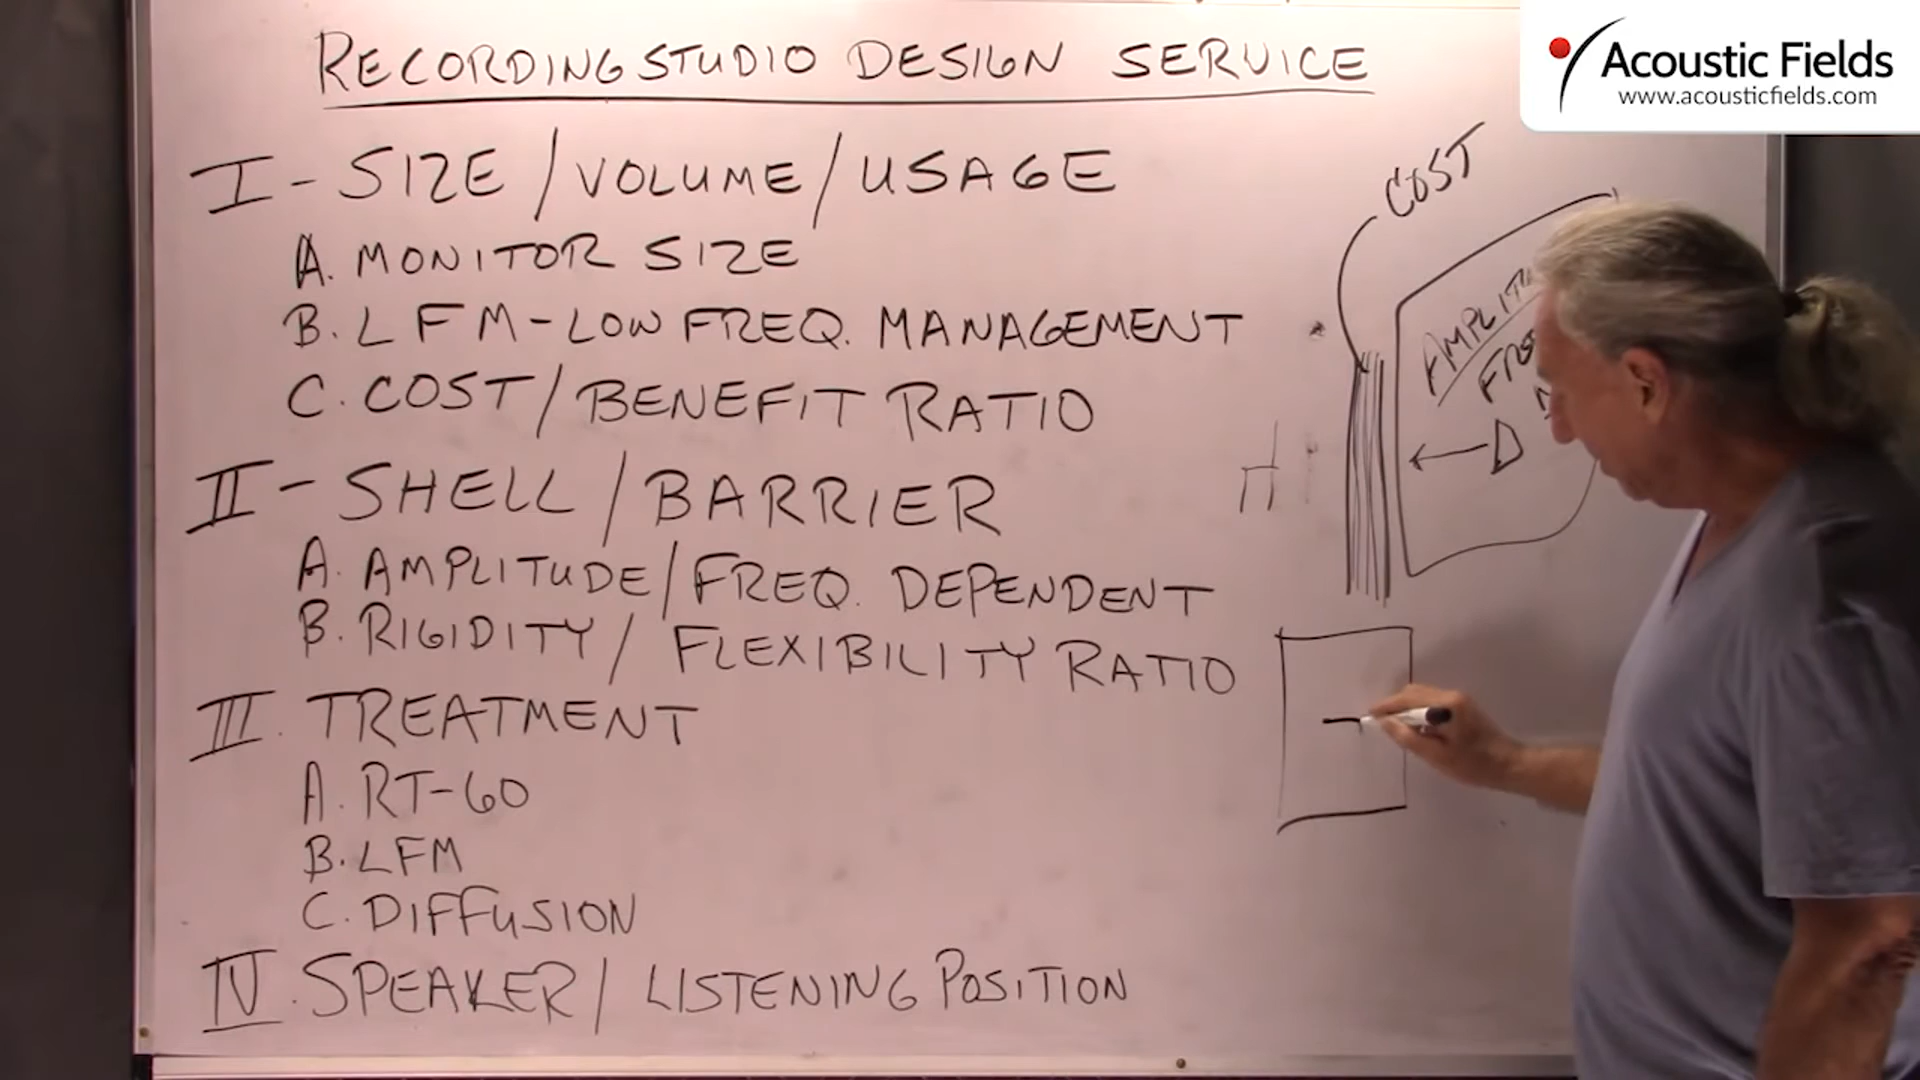 RECORDING STUDIO DESIGN SERVICE
I - SIZE / VOLUME / USAGE
A. MONITOR SIZE
B. LFM - LOW FREQ. MANAGEMENT
C. COST / BENEFIT RATIO
II - SHELL / BARRIER
A. AMPLITUDE / FREQ. DEPENDENT
B. RIGIDITY / FLEXIBILITY RATIO
III. TREATMENT
A. RT-60
B. LFM
C. DIFFUSION
IV. SPEAKER / LISTENING POSITION
COST
Acoustic Fields
www.acousticfields.com